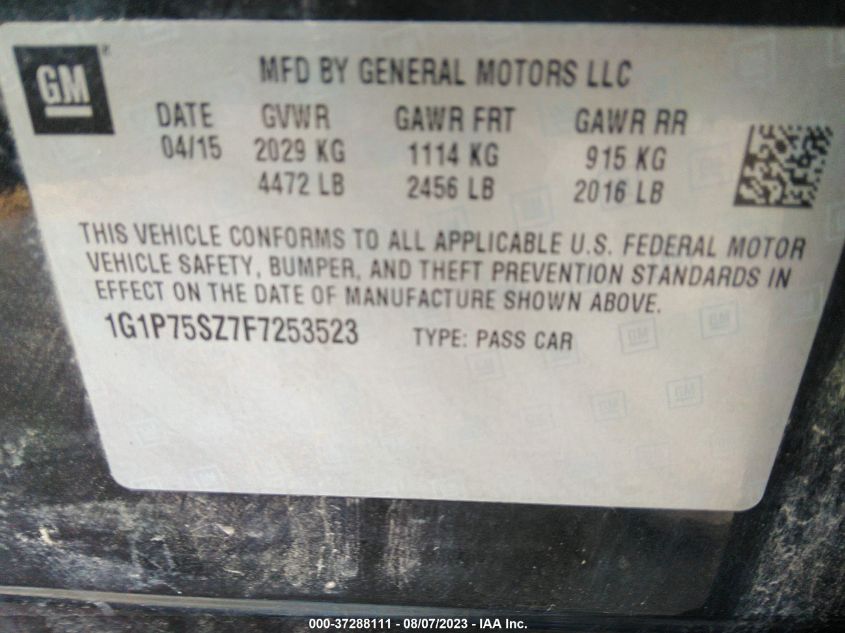 GM
MFD BY GENERAL MOTORS LLC
DATE GVWR GAWR FRT GAWR RR
04/15 2029 KG 1114 KG 915 KG
4472 LB 2456 LB 2016 LB
THIS VEHICLE CONFORMS TO ALL APPLICABLE U.S. FEDERAL MOTOR
VEHICLE SAFETY, BUMPER, AND THEFT PREVENTION STANDARDS IN
EFFECT ON THE DATE OF MANUFACTURE SHOWN ABOVE.
1G1P75SZ7F7253523 TYPE: PASS CAR
000-37288111 - 08/07/2023 - IAA Inc.